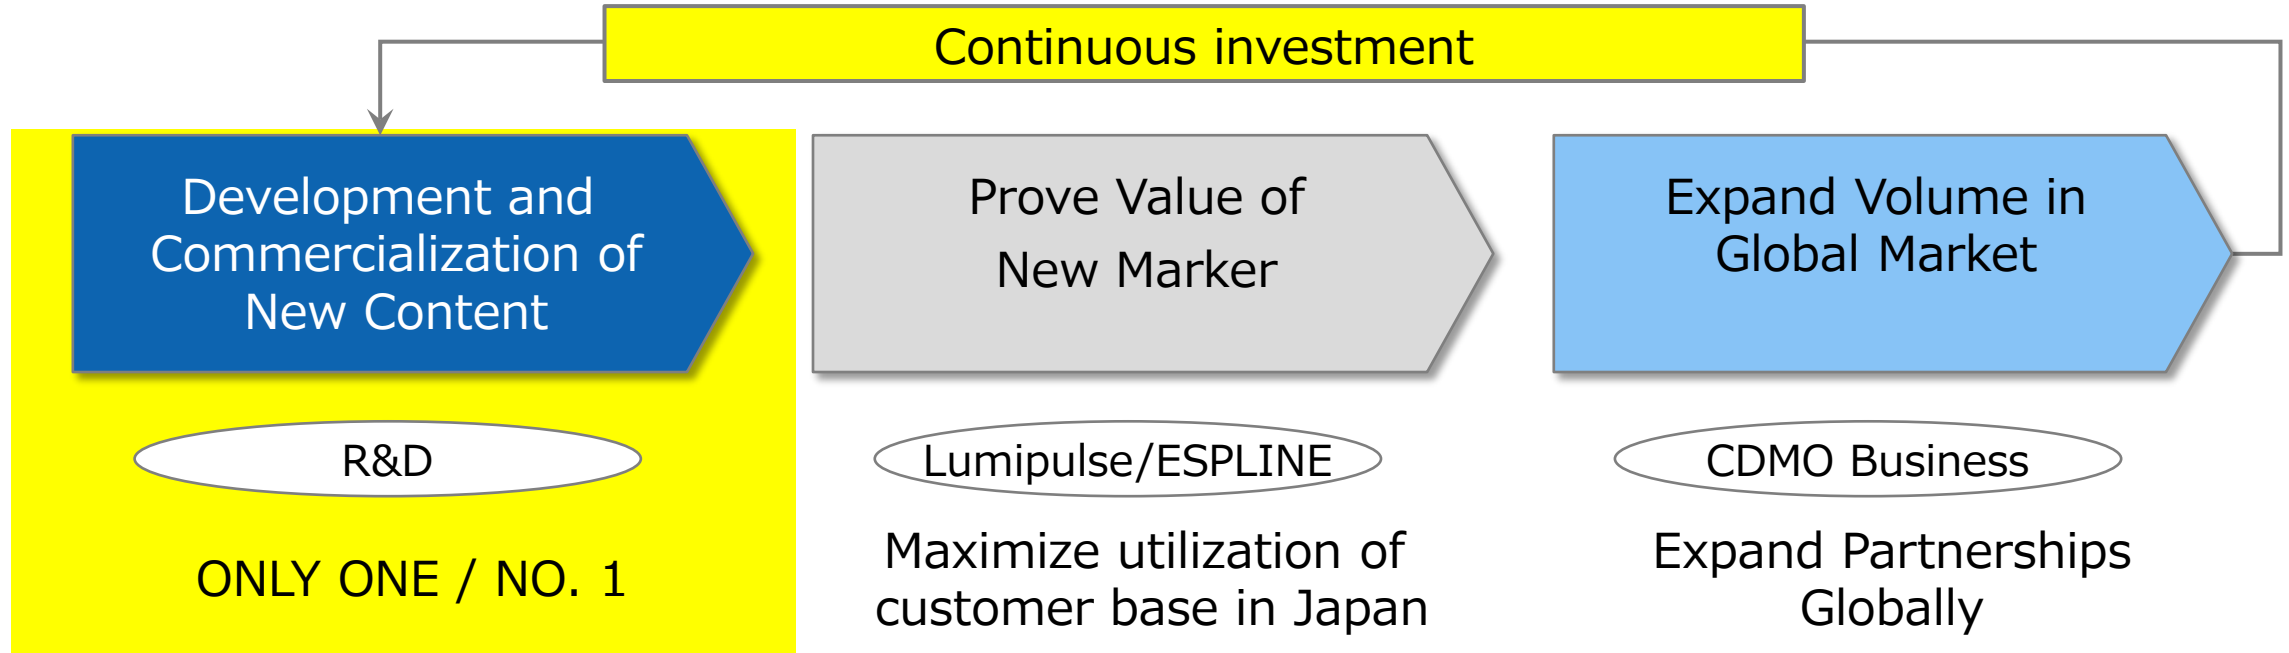 Continuous investment
Development and
Commercialization of
New Content
Prove Value of
New Marker
Expand Volume in
Global Market
R&D
Lumipulse/ESPLINE
CDMO Business
ONLY ONE / NO. 1
Maximize utilization of
customer base in Japan
Expand Partnerships
Globally